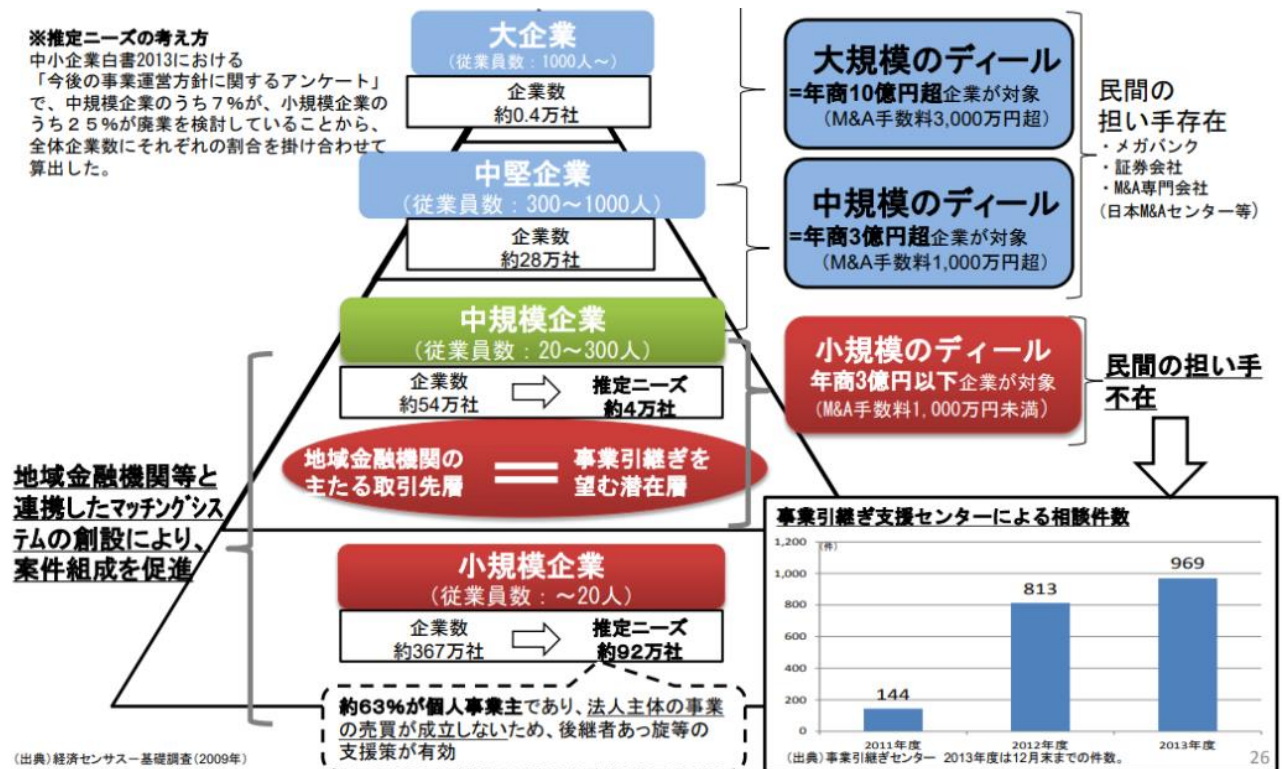 ※推定ニーズの考え方
中小企業白書2013における
「今後の事業運営方針に関するアンケート」
で、中規模企業のうち7%が、小規模企業の
うち25%が廃業を検討していることから、
全体企業数にそれぞれの割合を掛け合わせて
算出した。
大企業
(従業員数:1000人~)
企業数
約0.4万社
中堅企業
(従業員数:300~1000人)
企業数
約28万社
中規模企業
(従業員数:20~300人)
企業数
約54万社
推定ニーズ
約4万社
地域金融機関の
主たる取引先層
事業引継ぎを
望む潜在層
小規模企業
(従業員数:~20人)
企業数
約367万社
推定ニーズ
約92万社
約63%が個人事業主であり、法人主体の事業
の売買が成立しないため、後継者あっ旋等の
支援策が有効
地域金融機関等と
連携したマッチングシス
テムの創設により、
案件組成を促進
大規模のディール
=年商10億円超企業が対象
(M&A手数料3,000万円超)
中規模のディール
=年商3億円超企業が対象
(M&A手数料1,000万円超)
民間の
担い手存在
・メガバンク
・証券会社
・M&A専門会社
(日本M&Aセンター等)
小規模のディール
年商3億円以下企業が対象
(M&A手数料1,000万円未満)
民間の担い手
不在
事業引継ぎ支援センターによる相談件数
(件)
1,200
1,000
800
600
400
200
0
144
813
969
2011年度
2012年度
2013年度
(出典)事業引継ぎセンター 2013年度は12月末までの件数。
(出典)経済センサス-基礎調査(2009年)
26